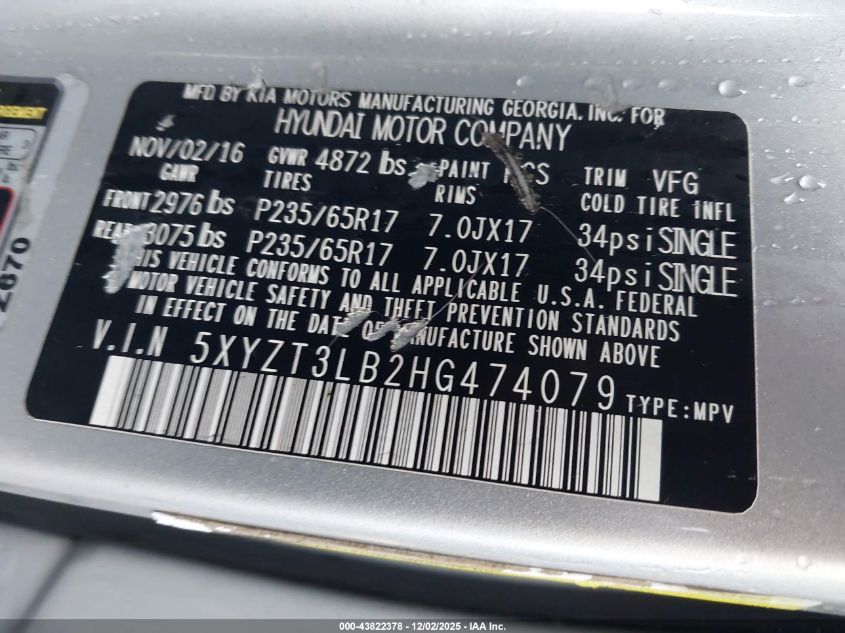 MFD. BY KIA MOTORS MANUFACTURING GEORGIA. INC. FOR
HYUNDAI MOTOR COMPANY
NOV/02/16 GVWR 4872 lbs PAINT TRIM VFG
GAWR TIRES RIMS COLD TIRE INFL
FRONT 2976 lbs P235/65R17 7.0JX17 34psi SINGLE
REAR 3075 lbs P235/65R17 7.0JX17 34psi SINGLE
THIS VEHICLE CONFORMS TO ALL APPLICABLE U.S.A. FEDERAL
MOTOR VEHICLE SAFETY AND THEFT PREVENTION STANDARDS
IN EFFECT ON THE DATE OF MANUFACTURE SHOWN ABOVE
V.I.N 5XYZT3LB2HG474079 TYPE:MPV
2670
000-43822378 - 12/02/2025 - IAA Inc.